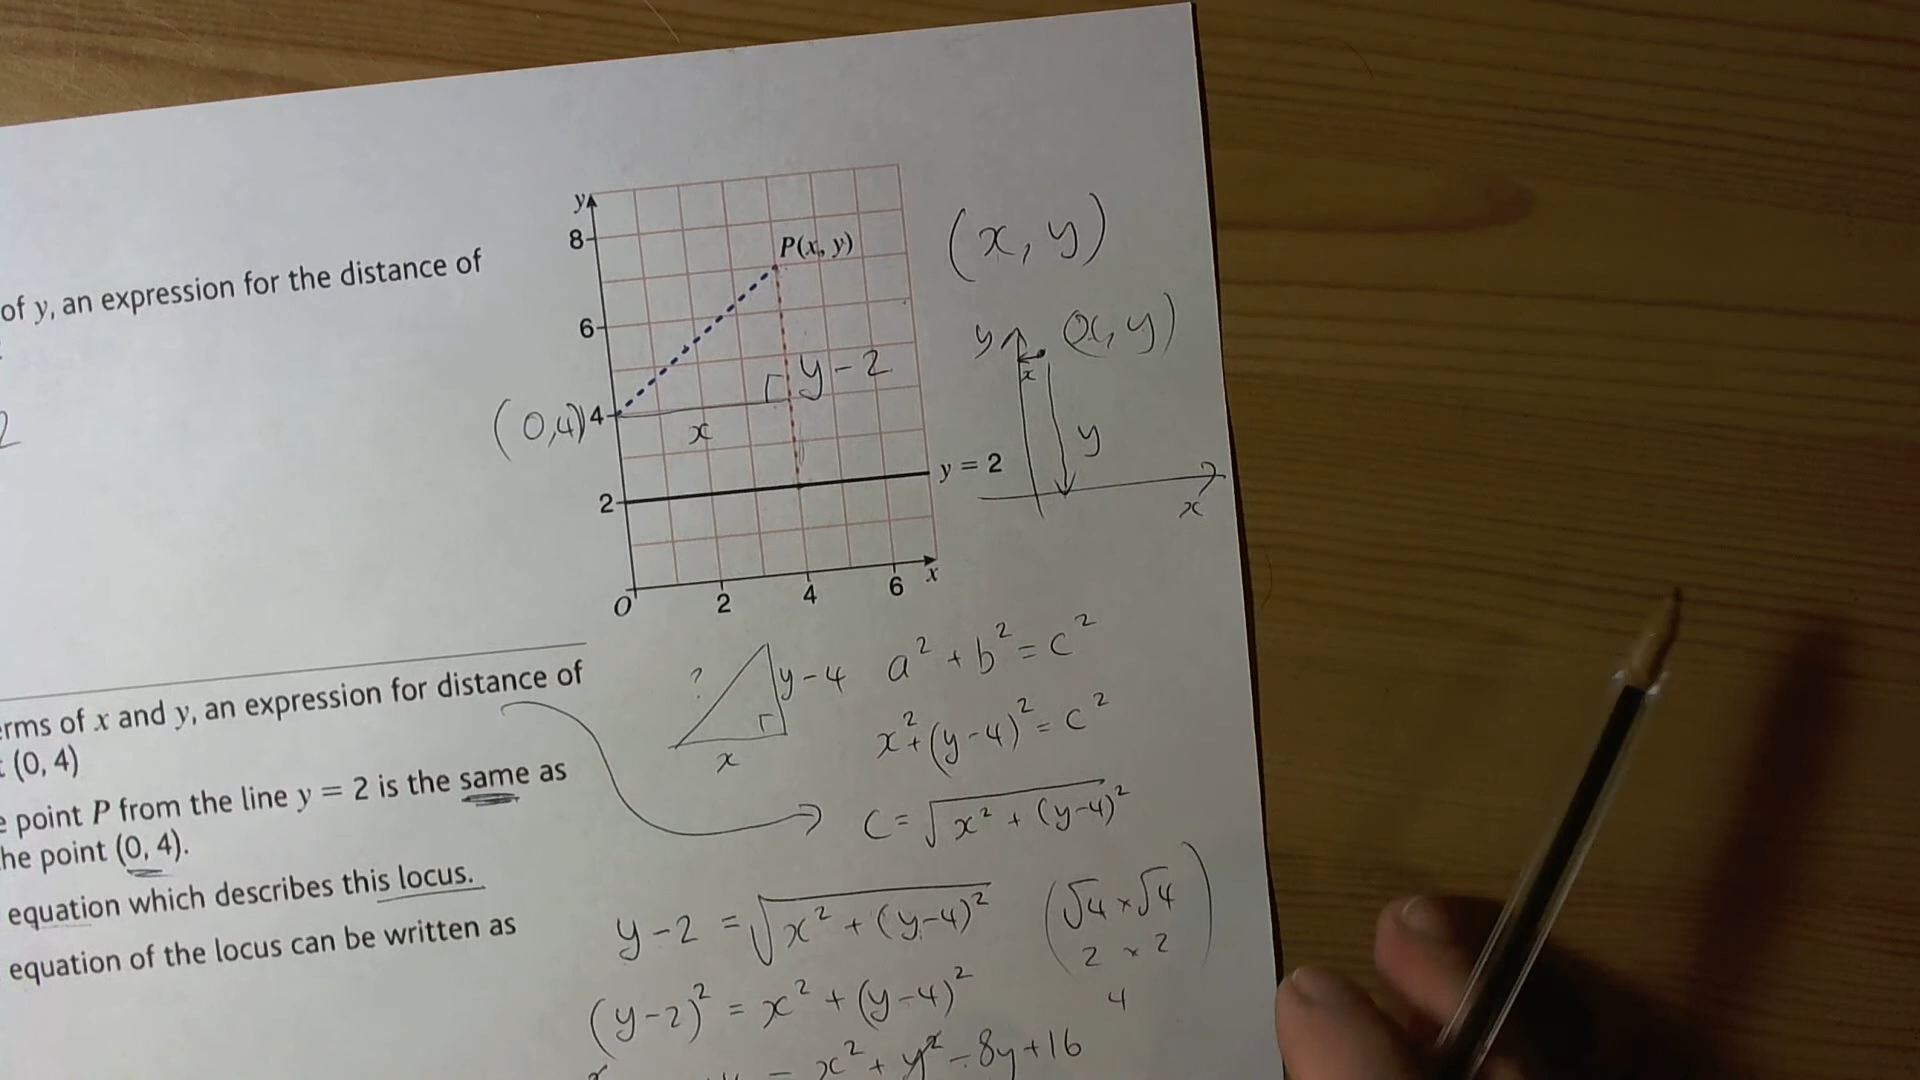 y
8
P(x, y)
(x, y)
of y, an expression for the distance of
6
y (x, y)
x
y - 2
(0,4) 4
x
y
2
y = 2
2
x
O 2 4 6 x
? y-4 a² + b² = c²
erms of x and y, an expression for distance of
x² + (y-4)² = c²
x
(0, 4)
e point P from the line y = 2 is the same as
C = √x² + (y-4)²
he point (0, 4).
equation which describes this locus.
y-2 = √x² + (y-4)² (√4 × √4
2 × 2
4)
equation of the locus can be written as
(y-2)² = x² + (y-4)²
= x² + y² - 8y + 16